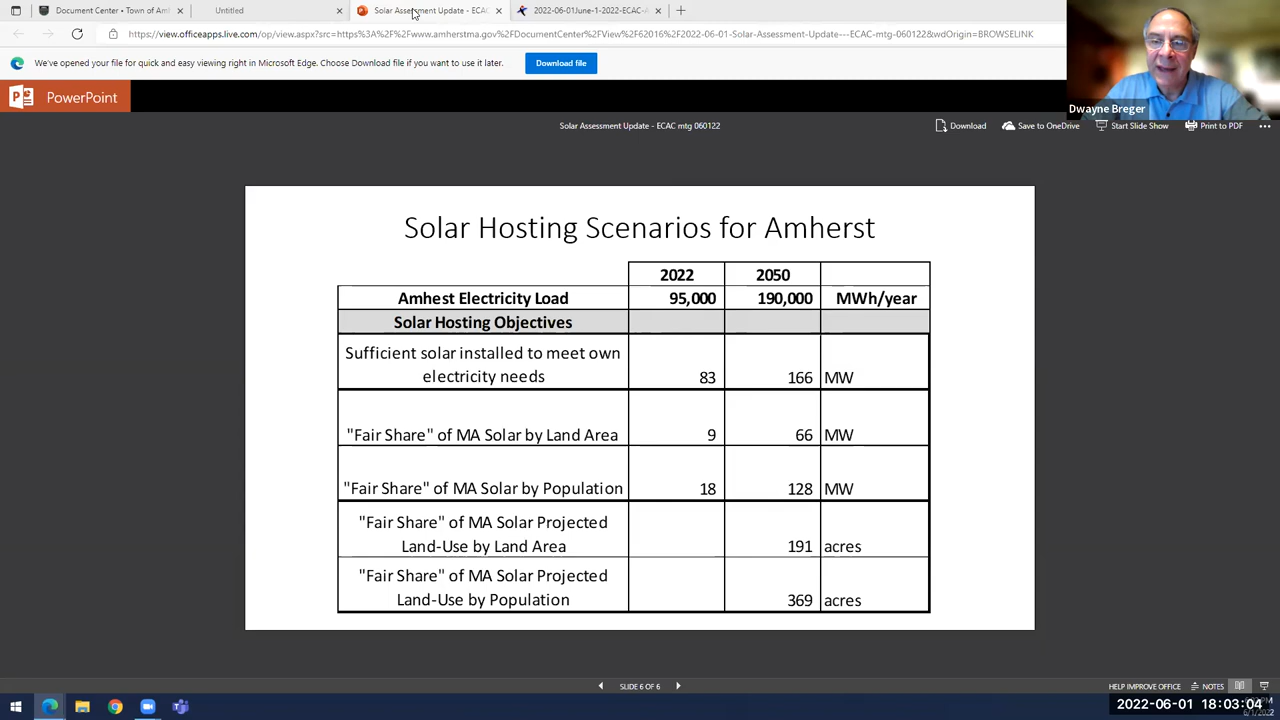 Document Center • Town of Amh
Untitled
Solar Assessment Update - ECAC
2022-06-01June-1-2022-ECAC-A
https://view.officeapps.live.com/op/view.aspx?src=https%3A%2F%2Fwww.amherstma.gov%2FDocumentCenter%2FView%2F62016%2F2022-06-01-Solar-Assessment-Update---ECAC-mtg-060122&wdOrigin=BROWSELINK
We've opened your file for quick and easy viewing right in Microsoft Edge. Choose Download file if you want to use it later.
Download file
PowerPoint
Dwayne Breger
Solar Assessment Update - ECAC mtg 060122
Download
Save to OneDrive
Start Slide Show
Print to PDF
Solar Hosting Scenarios for Amherst
2022 2050
Amhest Electricity Load 95,000 190,000 MWh/year
Solar Hosting Objectives
Sufficient solar installed to meet own
electricity needs 83 166 MW
"Fair Share" of MA Solar by Land Area 9 66 MW
"Fair Share" of MA Solar by Population 18 128 MW
"Fair Share" of MA Solar Projected
Land-Use by Land Area 191 acres
"Fair Share" of MA Solar Projected
Land-Use by Population 369 acres
SLIDE 6 OF 6
HELP IMPROVE OFFICE
NOTES
2022-06-01 18:03:04